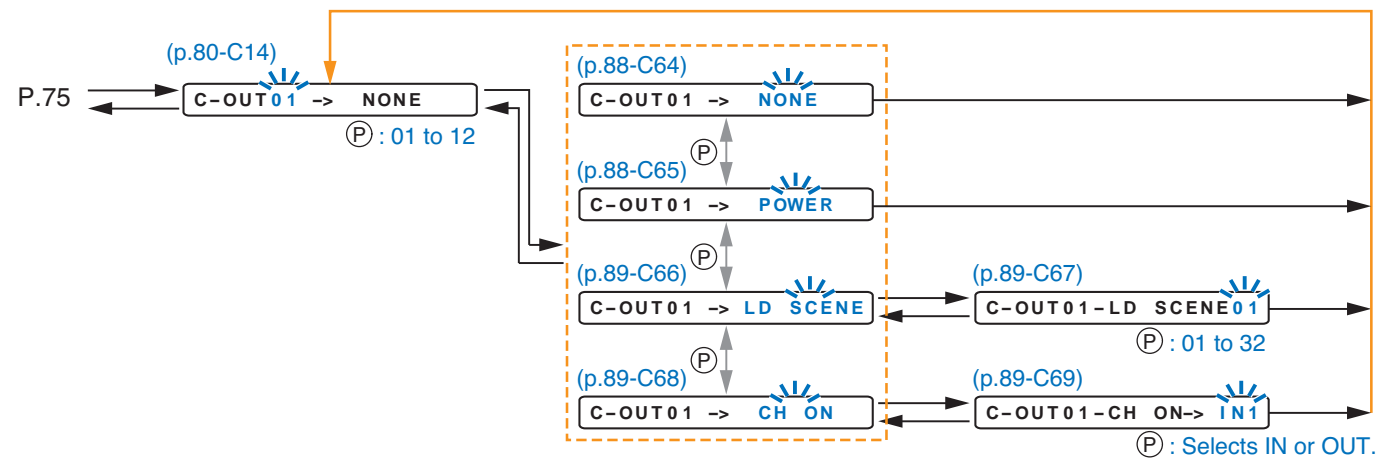 (p.80-C14)
P.75
C-OUT01 -> NONE
Ⓟ : 01 to 12
(p.88-C64)
C-OUT01 -> NONE
Ⓟ
(p.88-C65)
C-OUT01 -> POWER
Ⓟ
(p.89-C66)
C-OUT01 -> LD SCENE
(p.89-C67)
C-OUT01-LD SCENE01
Ⓟ : 01 to 32
Ⓟ
(p.89-C68)
C-OUT01 -> CH ON
(p.89-C69)
C-OUT01-CH ON-> IN1
Ⓟ : Selects IN or OUT.